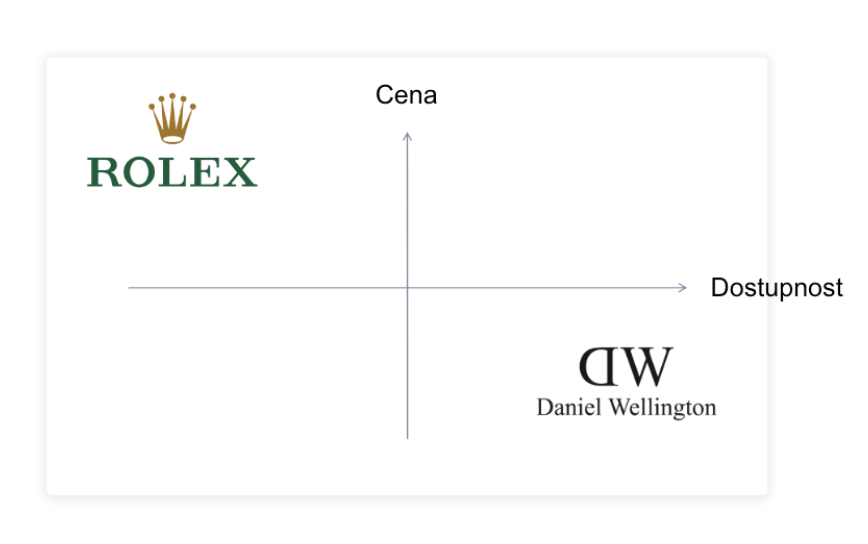 Cena
ROLEX
Dostupnost
DW
Daniel Wellington